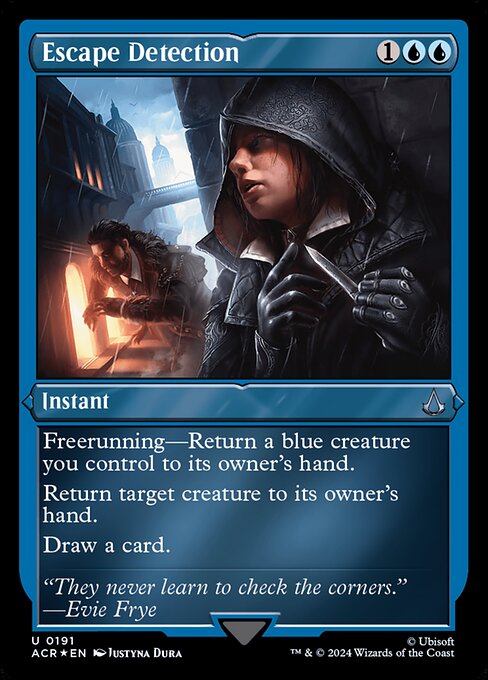 Escape Detection 1
Instant
Freerunning—Return a blue creature
you control to its owner's hand.
Return target creature to its owner's
hand.
Draw a card.
"They never learn to check the corners."
—Evie Frye
U 0191
ACR★EN Justyna Dura
© Ubisoft
™ & © 2024 Wizards of the Coast